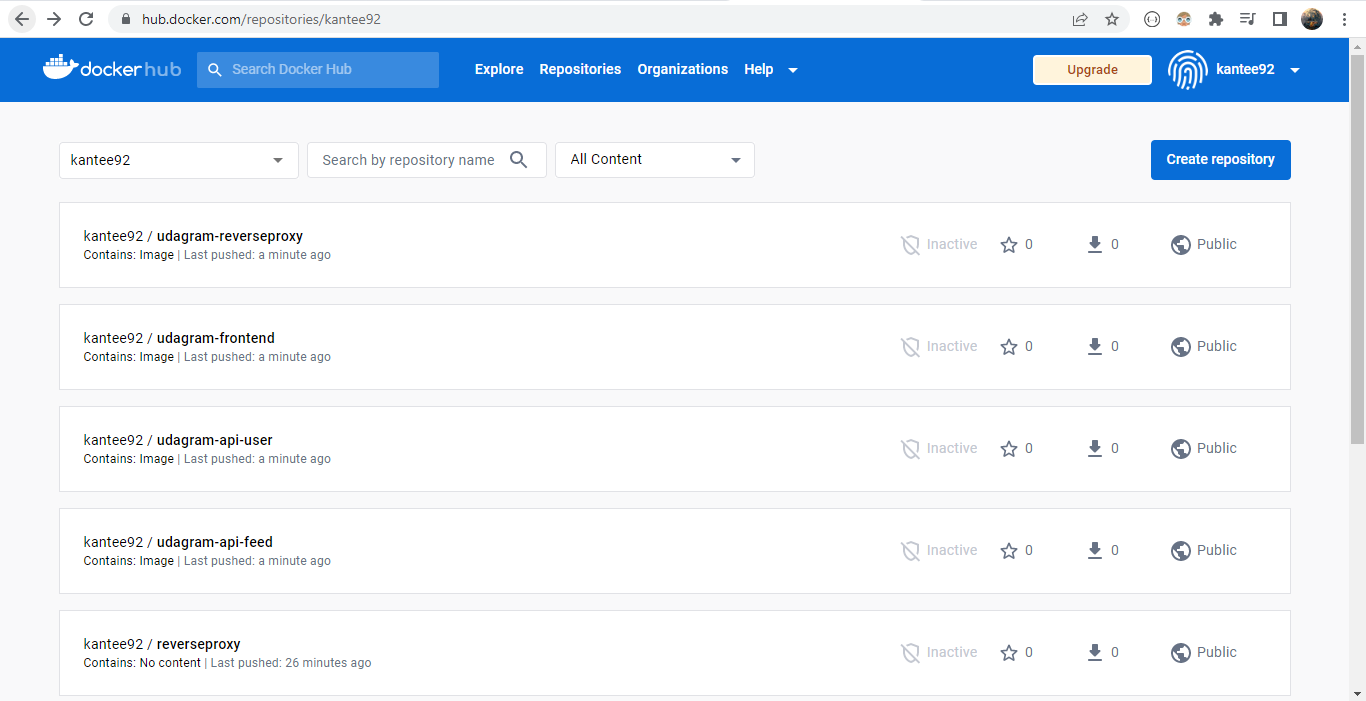 hub.docker.com/repositories/kantee92
docker hub
Search Docker Hub
Explore
Repositories
Organizations
Help
Upgrade
kantee92
kantee92
Search by repository name
All Content
Create repository
kantee92 / udagram-reverseproxy
Contains: Image | Last pushed: a minute ago
Inactive
0
0
Public
kantee92 / udagram-frontend
Contains: Image | Last pushed: a minute ago
Inactive
0
0
Public
kantee92 / udagram-api-user
Contains: Image | Last pushed: a minute ago
Inactive
0
0
Public
kantee92 / udagram-api-feed
Contains: Image | Last pushed: a minute ago
Inactive
0
0
Public
kantee92 / reverseproxy
Contains: No content | Last pushed: 26 minutes ago
Inactive
0
0
Public